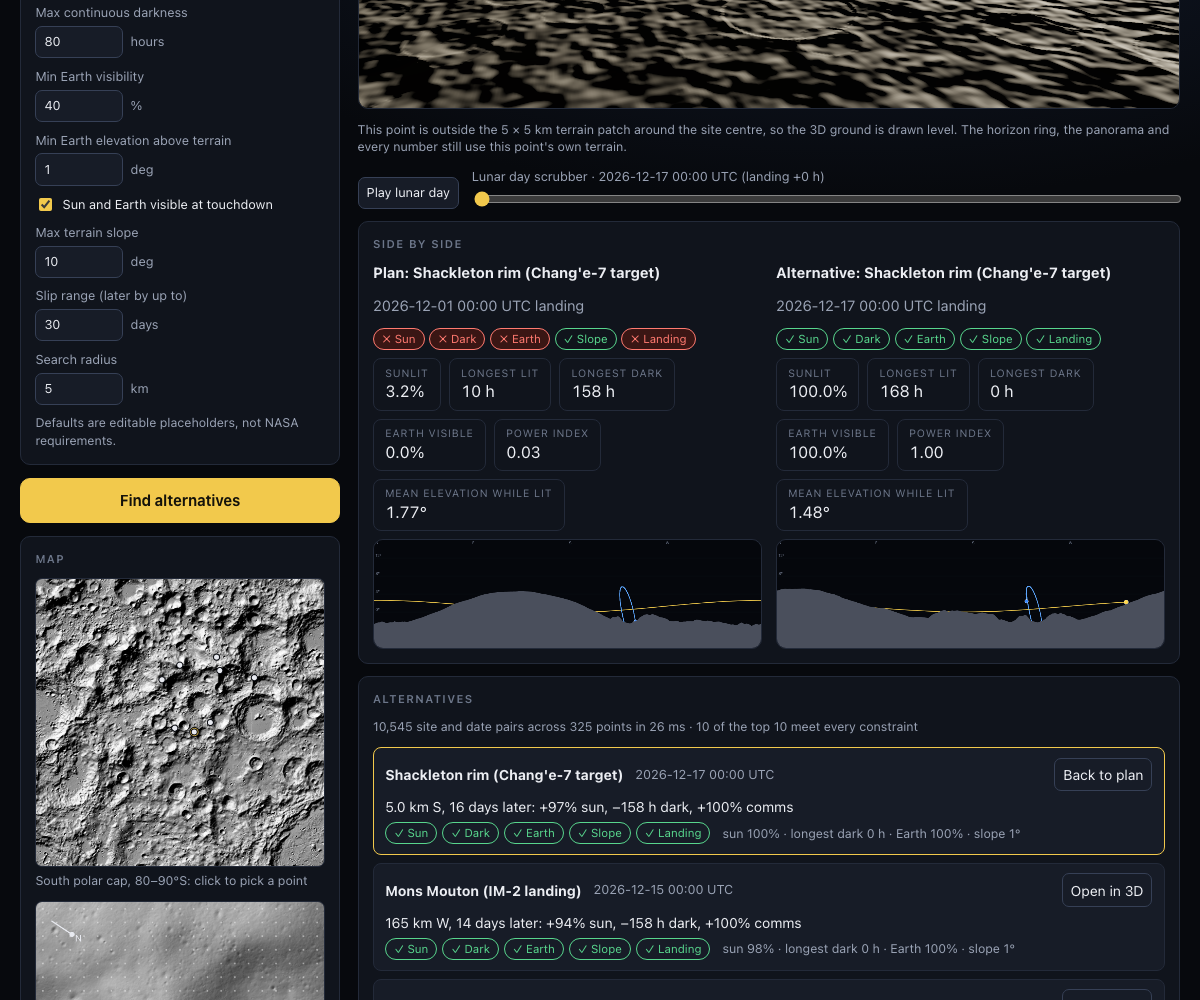 Max continuous darkness
80 hours
Min Earth visibility
40 %
Min Earth elevation above terrain
1 deg
Sun and Earth visible at touchdown
Max terrain slope
10 deg
Slip range (later by up to)
30 days
Search radius
5 km
Defaults are editable placeholders, not NASA
requirements.
Find alternatives
MAP
South polar cap, 80–90°S: click to pick a point
N
This point is outside the 5 × 5 km terrain patch around the site centre, so the 3D ground is drawn level. The horizon ring, the panorama and
every number still use this point's own terrain.
Play lunar day
Lunar day scrubber · 2026-12-17 00:00 UTC (landing +0 h)
SIDE BY SIDE
Plan: Shackleton rim (Chang'e-7 target)
2026-12-01 00:00 UTC landing
✕ Sun ✕ Dark ✕ Earth ✓ Slope ✕ Landing
SUNLIT LONGEST LIT LONGEST DARK
3.2% 10 h 158 h
EARTH VISIBLE POWER INDEX
0.0% 0.03
MEAN ELEVATION WHILE LIT
1.77°
Alternative: Shackleton rim (Chang'e-7 target)
2026-12-17 00:00 UTC landing
✓ Sun ✓ Dark ✓ Earth ✓ Slope ✓ Landing
SUNLIT LONGEST LIT LONGEST DARK
100.0% 168 h 0 h
EARTH VISIBLE POWER INDEX
100.0% 1.00
MEAN ELEVATION WHILE LIT
1.48°
ALTERNATIVES
10,545 site and date pairs across 325 points in 26 ms · 10 of the top 10 meet every constraint
Shackleton rim (Chang'e-7 target) 2026-12-17 00:00 UTC Back to plan
5.0 km S, 16 days later: +97% sun, −158 h dark, +100% comms
✓ Sun ✓ Dark ✓ Earth ✓ Slope ✓ Landing sun 100% · longest dark 0 h · Earth 100% · slope 1°
Mons Mouton (IM-2 landing) 2026-12-15 00:00 UTC Open in 3D
165 km W, 14 days later: +94% sun, −158 h dark, +100% comms
✓ Sun ✓ Dark ✓ Earth ✓ Slope ✓ Landing sun 98% · longest dark 0 h · Earth 100% · slope 1°